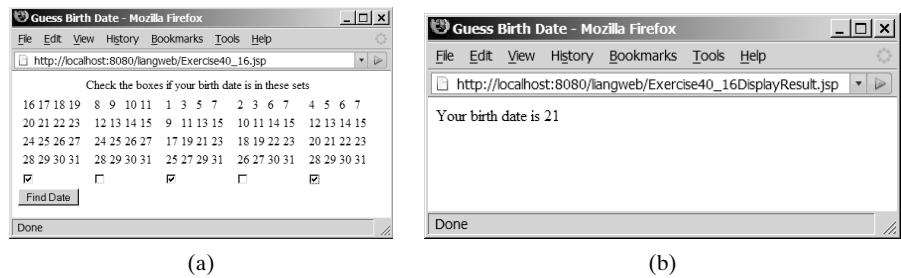 Guess Birth Date - Mozilla Firefox
File Edit View History Bookmarks Tools Help
http://localhost:8080/liangweb/Exercise40_16.jsp
Check the boxes if your birth date is in these sets
16 17 18 19 8 9 10 11 1 3 5 7 2 3 6 7 4 5 6 7
20 21 22 23 12 13 14 15 9 11 13 15 10 11 14 15 12 13 14 15
24 25 26 27 24 25 26 27 17 19 21 23 18 19 22 23 20 21 22 23
28 29 30 31 28 29 30 31 25 27 29 31 26 27 30 31 28 29 30 31
Find Date
Done
(a)
Guess Birth Date - Mozilla Firefox
File Edit View History Bookmarks Tools Help
http://localhost:8080/liangweb/Exercise40_16DisplayResult.jsp
Your birth date is 21
Done
(b)